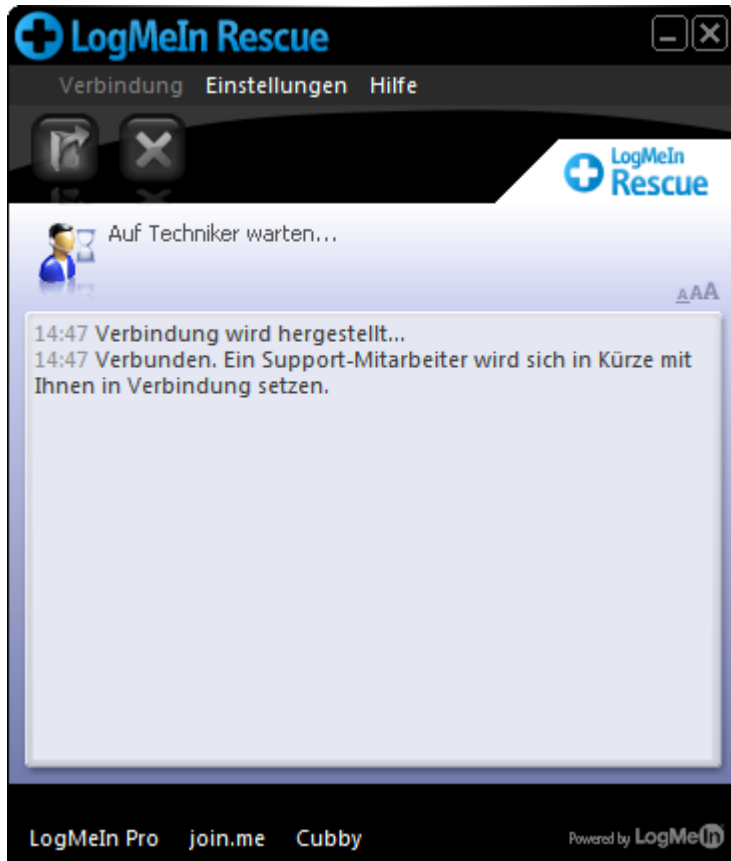 LogMeIn Rescue
Verbindung Einstellungen Hilfe
LogMeIn
Rescue
Auf Techniker warten...
AAA
14:47 Verbindung wird hergestellt...
14:47 Verbunden. Ein Support-Mitarbeiter wird sich in Kürze mit
Ihnen in Verbindung setzen.
LogMeIn Pro join.me Cubby Powered by LogMeIn